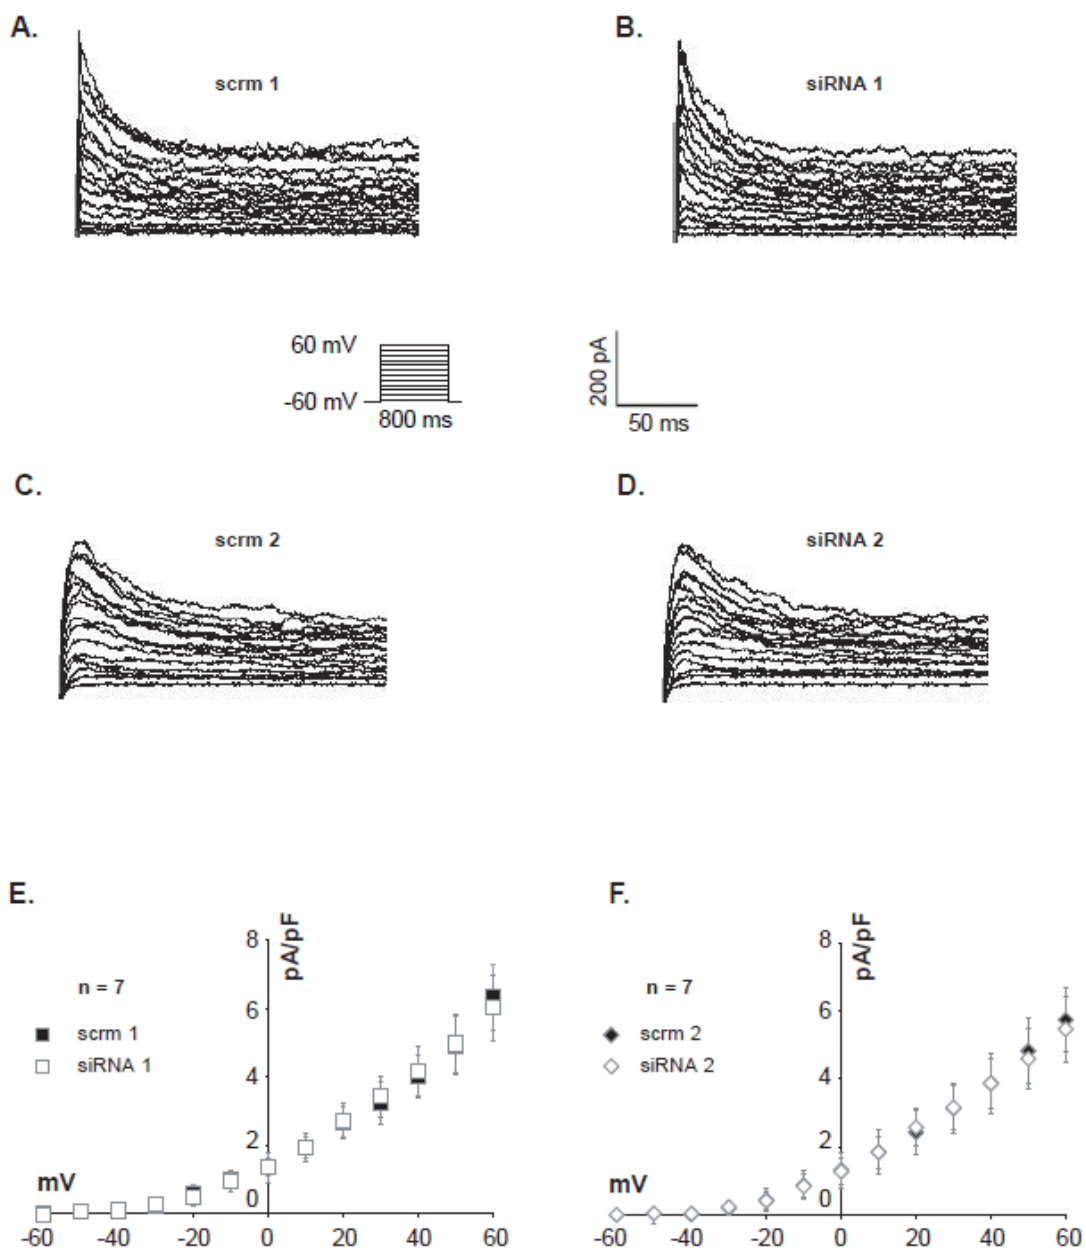 A.
B.
scrm 1
siRNA 1
60 mV
-60 mV
800 ms
200 pA
50 ms
C.
D.
scrm 2
siRNA 2
E.
F.
8
pA/pF
n = 7
6
scrm 1
siRNA 1
4
2
mV
0
-60 -40 -20 0 20 40 60
8
pA/pF
n = 7
6
scrm 2
siRNA 2
4
2
mV
0
-60 -40 -20 0 20 40 60